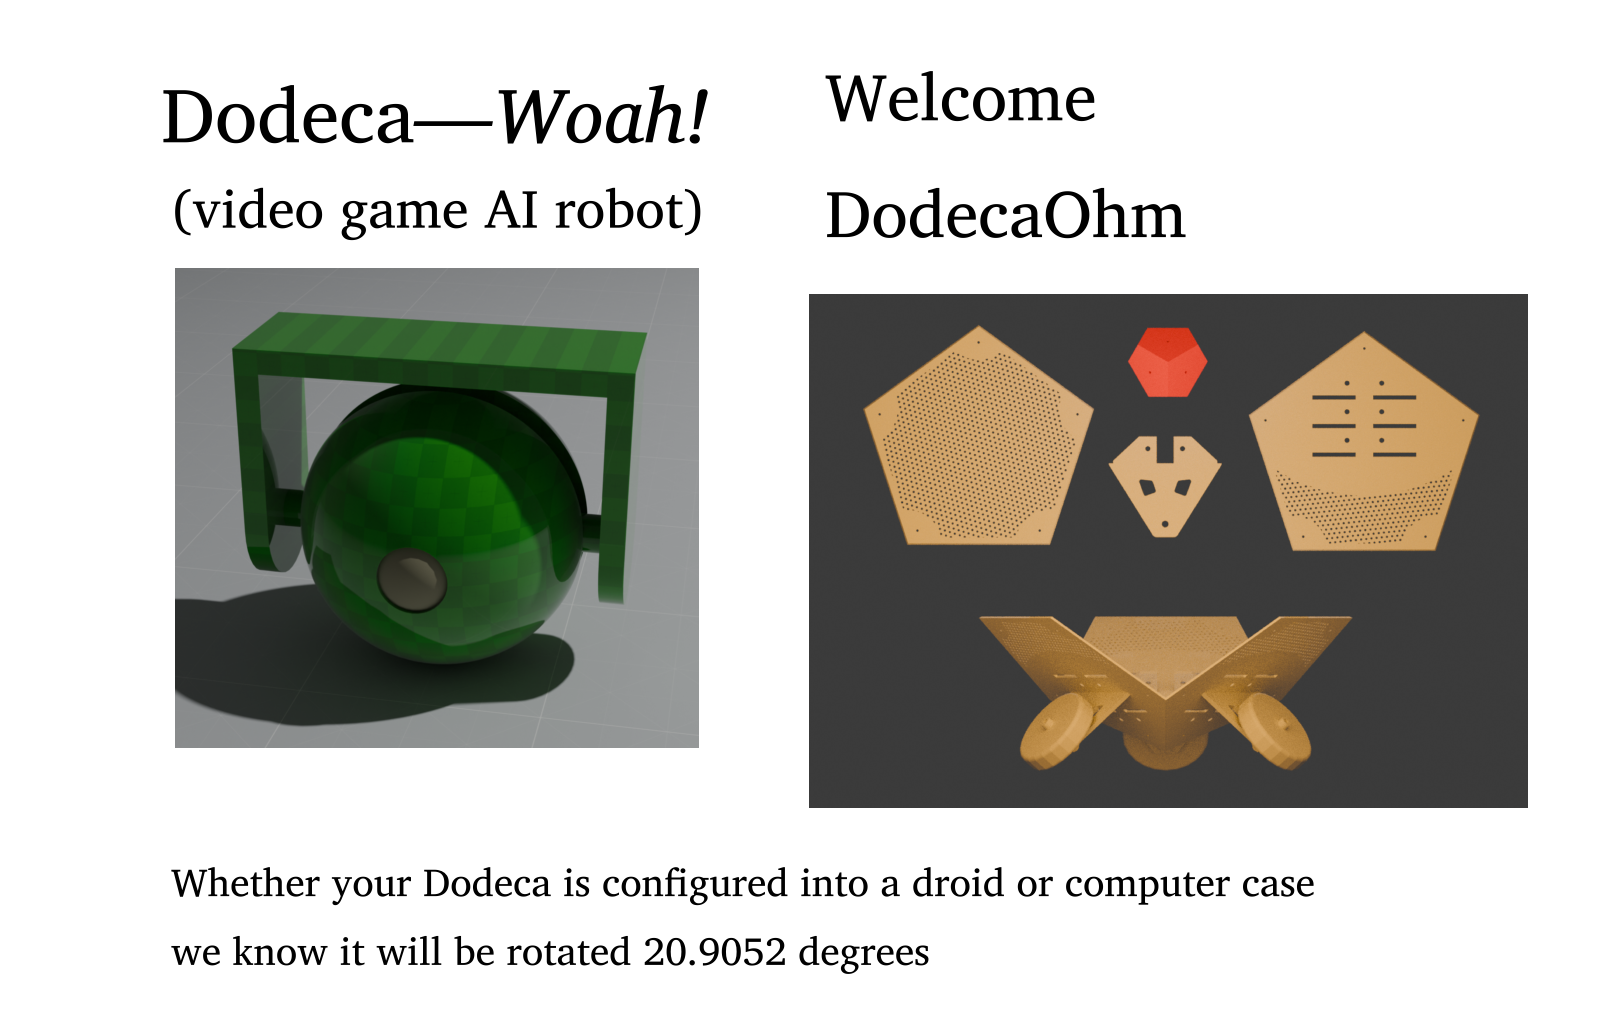 Dodeca—Woah!
(video game AI robot)
Welcome
DodecaOhm
Whether your Dodeca is configured into a droid or computer case
we know it will be rotated 20.9052 degrees